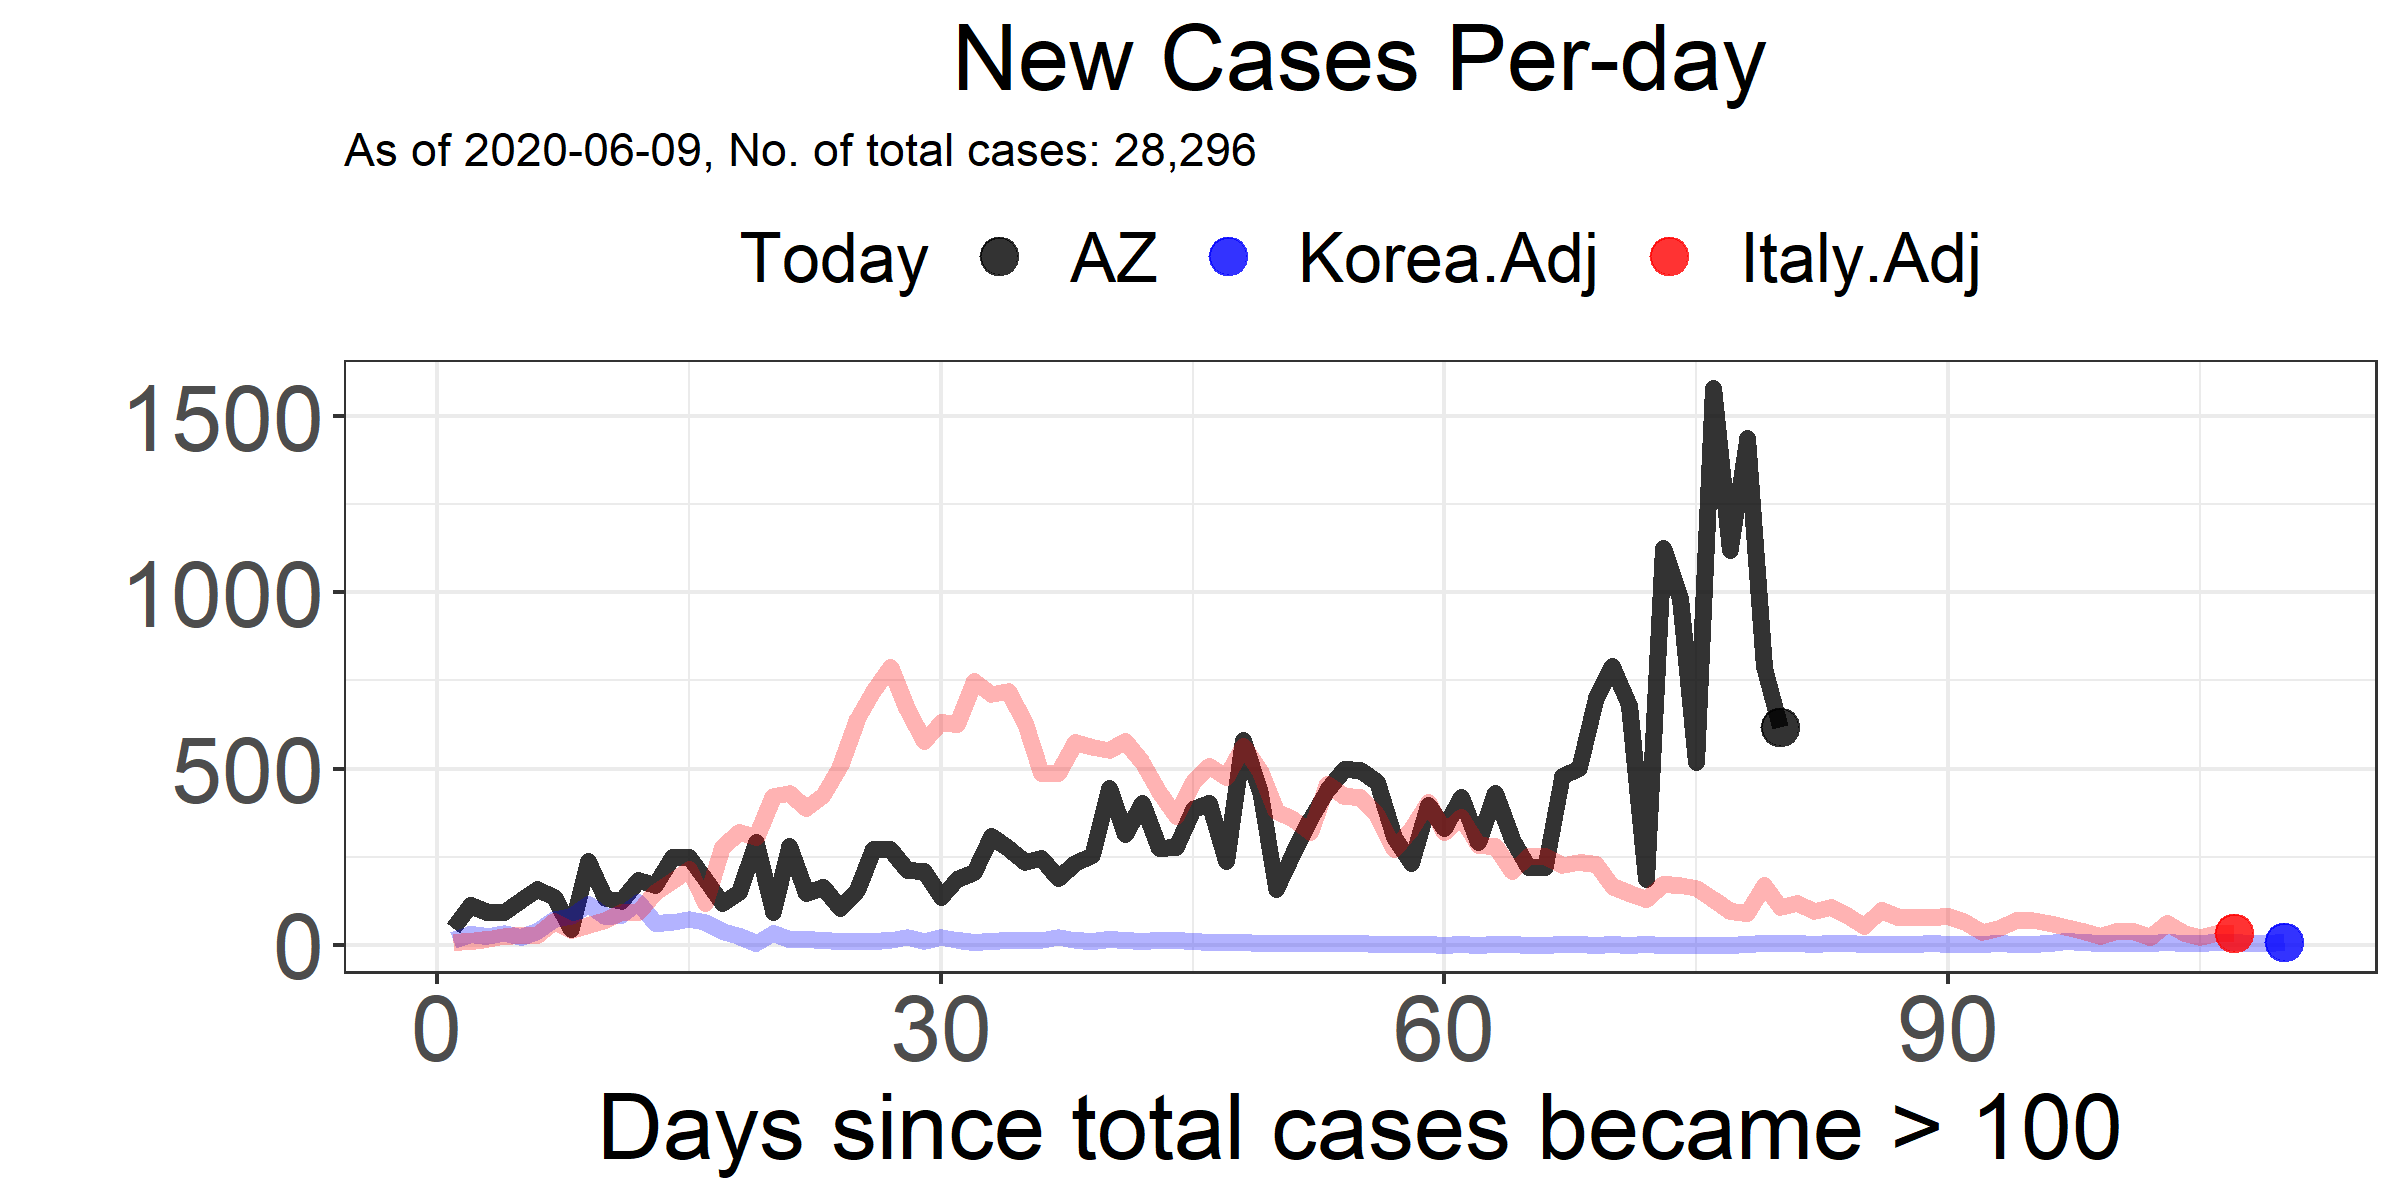 New Cases Per-day
As of 2020-06-09, No. of total cases: 28,296
Today AZ Korea.Adj Italy.Adj
1500
1000
500
0
0 30 60 90
Days since total cases became > 100